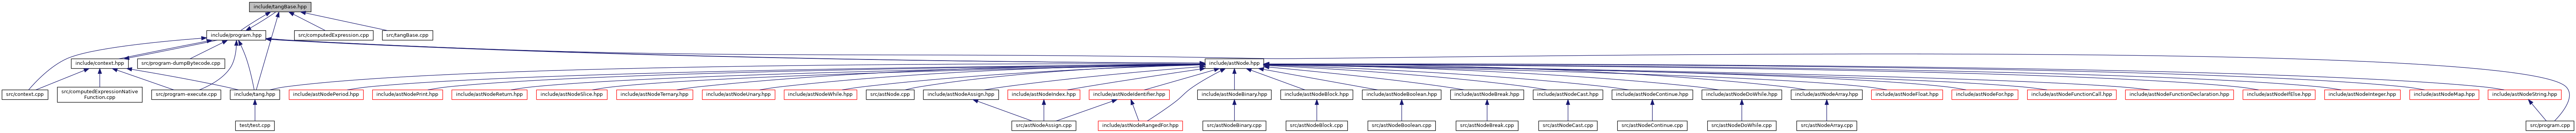 include/tangBase.hpp
include/program.hpp
src/computedExpression.cpp
src/tangBase.cpp
include/context.hpp
src/program-dumpBytecode.cpp
include/astNode.hpp
src/context.cpp
src/computedExpressionNative
Function.cpp
src/program-execute.cpp
include/tang.hpp
include/astNodePeriod.hpp
include/astNodePrint.hpp
include/astNodeReturn.hpp
include/astNodeSlice.hpp
include/astNodeTernary.hpp
include/astNodeUnary.hpp
include/astNodeWhile.hpp
src/astNode.cpp
include/astNodeAssign.hpp
include/astNodeIndex.hpp
include/astNodeIdentifier.hpp
include/astNodeBinary.hpp
include/astNodeBlock.hpp
include/astNodeBoolean.hpp
include/astNodeBreak.hpp
include/astNodeCast.hpp
include/astNodeContinue.hpp
include/astNodeDoWhile.hpp
include/astNodeArray.hpp
include/astNodeFloat.hpp
include/astNodeFor.hpp
include/astNodeFunctionCall.hpp
include/astNodeFunctionDeclaration.hpp
include/astNodeIfElse.hpp
include/astNodeInteger.hpp
include/astNodeMap.hpp
include/astNodeString.hpp
test/test.cpp
src/astNodeAssign.cpp
include/astNodeRangedFor.hpp
src/astNodeBinary.cpp
src/astNodeBlock.cpp
src/astNodeBoolean.cpp
src/astNodeBreak.cpp
src/astNodeCast.cpp
src/astNodeContinue.cpp
src/astNodeDoWhile.cpp
src/astNodeArray.cpp
src/program.cpp